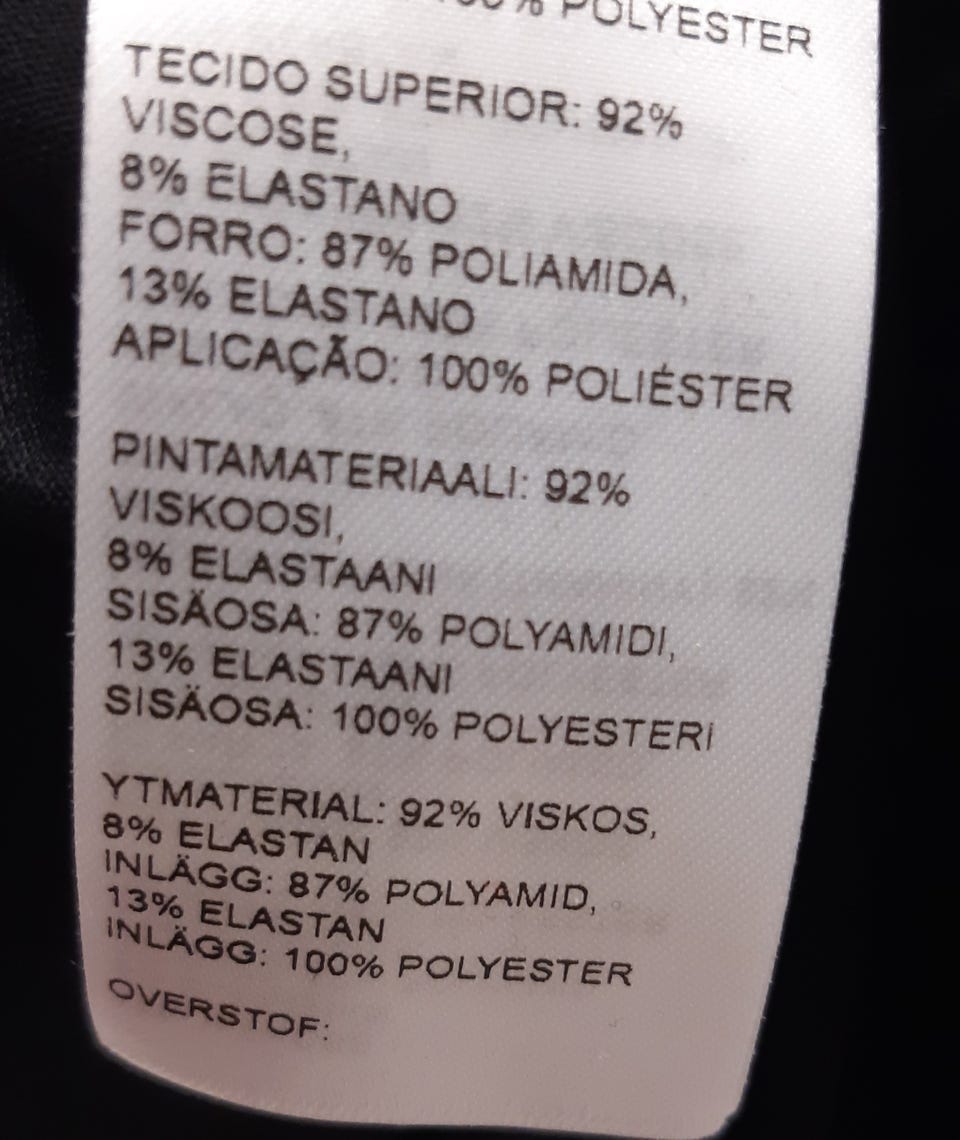 POLYESTER
TECIDO SUPERIOR: 92%
VISCOSE,
8% ELASTANO
FORRO: 87% POLIAMIDA,
13% ELASTANO
APLICAÇÃO: 100% POLIÉSTER
PINTAMATERIAALI: 92%
VISKOOSI,
8% ELASTAANI
SISÄOSA: 87% POLYAMIDI,
13% ELASTAANI
SISÄOSA: 100% POLYESTERI
YTMATERIAL: 92% VISKOS,
8% ELASTAN
INLÄGG: 87% POLYAMID,
13% ELASTAN
INLÄGG: 100% POLYESTER
OVERSTOF: